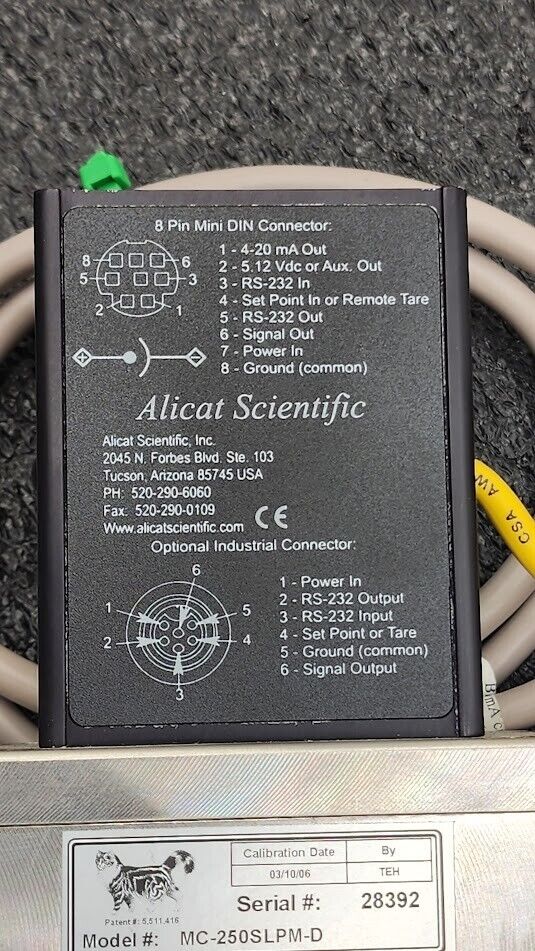 8 Pin Mini DIN Connector:
8 6
5 3
2 1
1 - 4-20 mA Out
2 - 5.12 Vdc or Aux. Out
3 - RS-232 In
4 - Set Point In or Remote Tare
5 - RS-232 Out
6 - Signal Out
7 - Power In
8 - Ground (common)
Alicat Scientific
Alicat Scientific, Inc.
2045 N. Forbes Blvd. Ste. 103
Tucson, Arizona 85745 USA
PH: 520-290-6060
Fax: 520-290-0109
Www.alicatscientific.com CE
Optional Industrial Connector:
6
1 5
2 4
3
1 - Power In
2 - RS-232 Output
3 - RS-232 Input
4 - Set Point or Tare
5 - Ground (common)
6 - Signal Output
CSA AW
BmA c
Calibration Date By
03/10/06 TEH
Patent #: 5,511,416
Serial #: 28392
Model #: MC-250SLPM-D